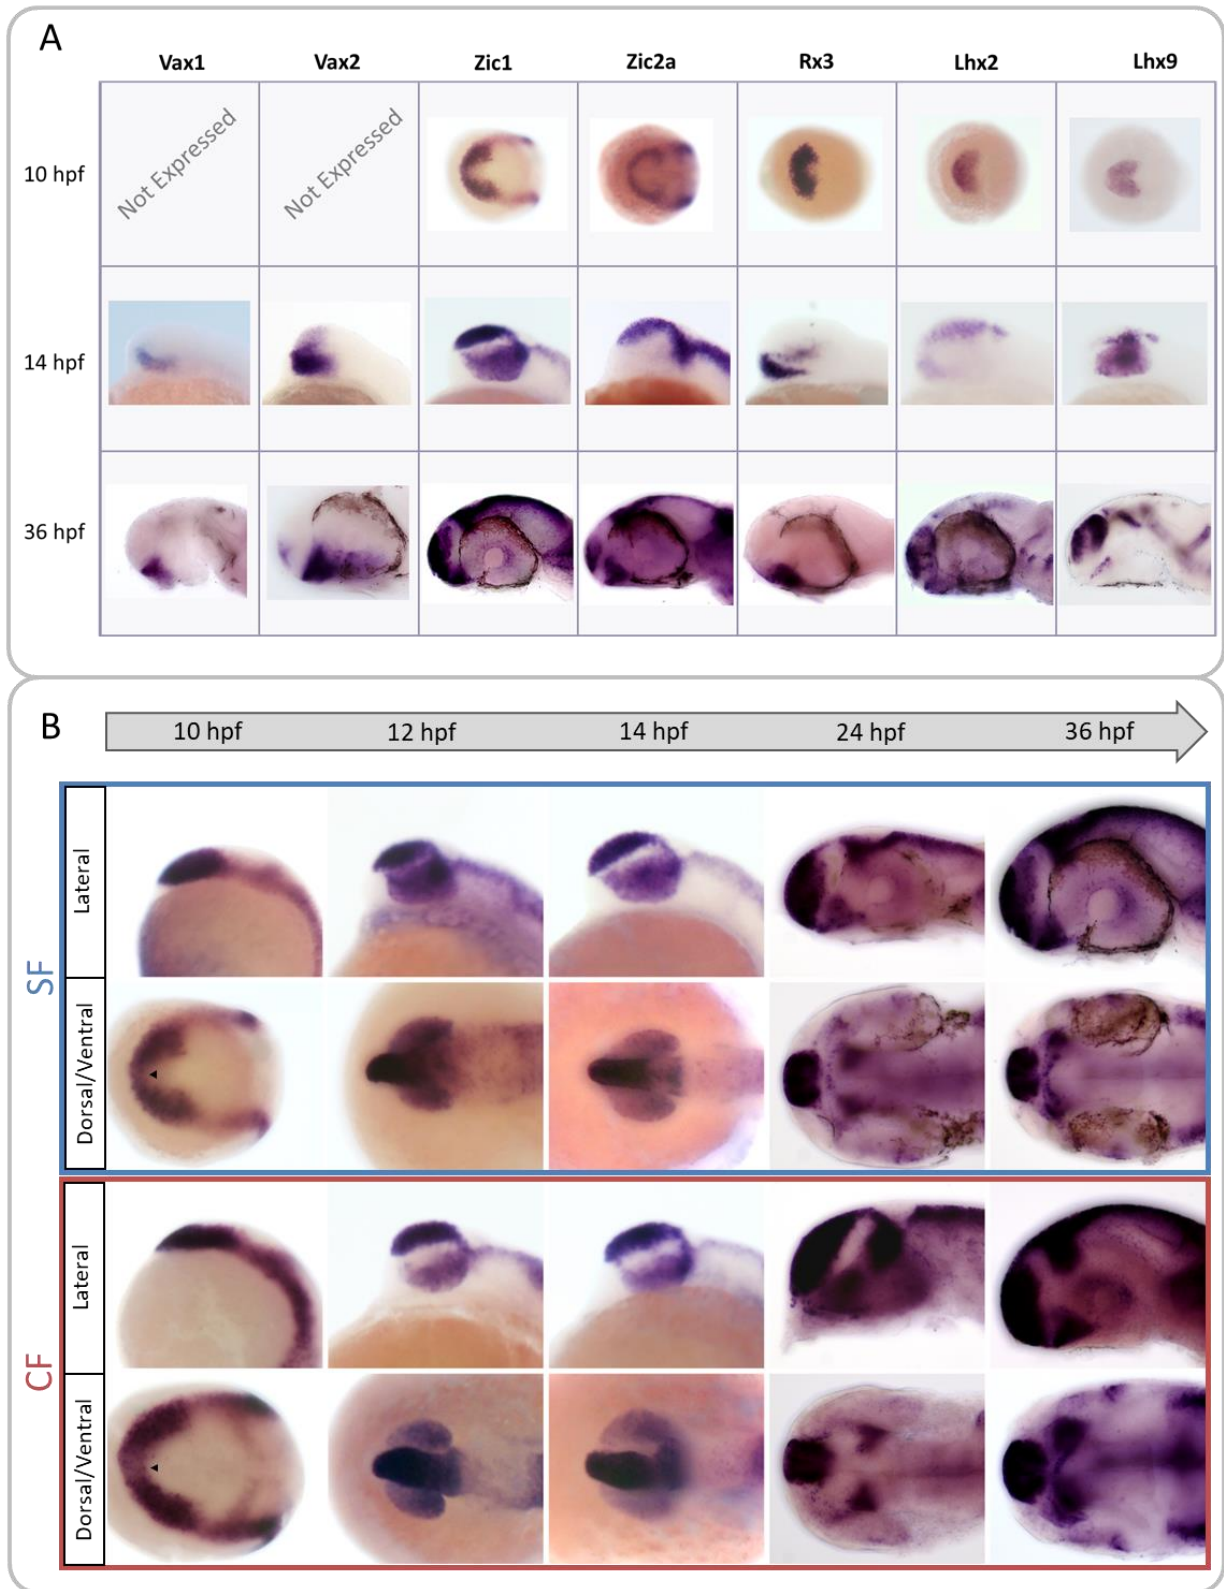 A
Vax1 Vax2 Zic1 Zic2a Rx3 Lhx2 Lhx9
10 hpf Not Expressed Not Expressed
14 hpf
36 hpf
B
10 hpf 12 hpf 14 hpf 24 hpf 36 hpf
SF
Lateral
Dorsal/Ventral
CF
Lateral
Dorsal/Ventral